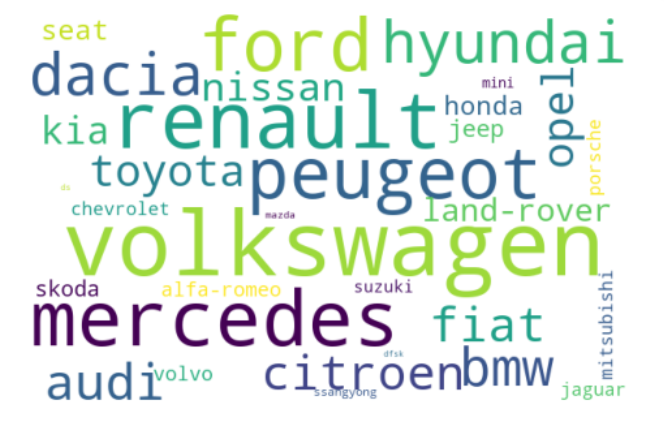 seat
ford
hyundai
dacia
nissan
mini
opel
renault
honda
kia
jeep
porsche
toyota
peugeot
ds
chevrolet
mazda
land-rover
volkswagen
skoda
alfa-romeo
suzuki
mitsubishi
mercedes
fiat
dfsk
audi
volvo
citroen
bmw
ssangyong
jaguar